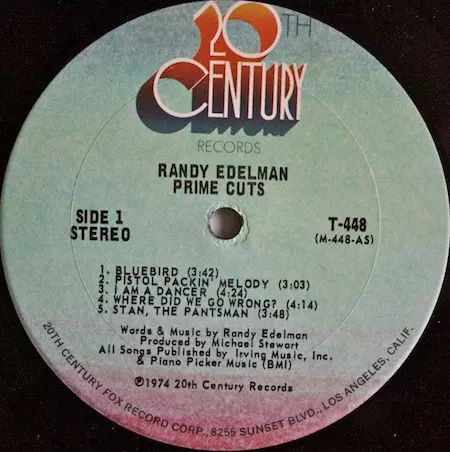 20TH
CENTURY
RECORDS
RANDY EDELMAN
PRIME CUTS
SIDE 1
STEREO
T-448
(M-448-AS)
1. BLUEBIRD (3:42)
2. PISTOL PACKIN' MELODY (3:03)
3. I AM A DANCER (4:24)
4. WHERE DID WE GO WRONG? (4:14)
5. STAN, THE PANTSMAN (3:48)
Words & Music by Randy Edelman
Produced by Michael Stewart
All Songs Published by Irving Music, Inc.
& Piano Picker Music (BMI)
℗1974 20th Century Records
20TH CENTURY FOX RECORD CORP., 8255 SUNSET BLVD., LOS ANGELES, CALIF.